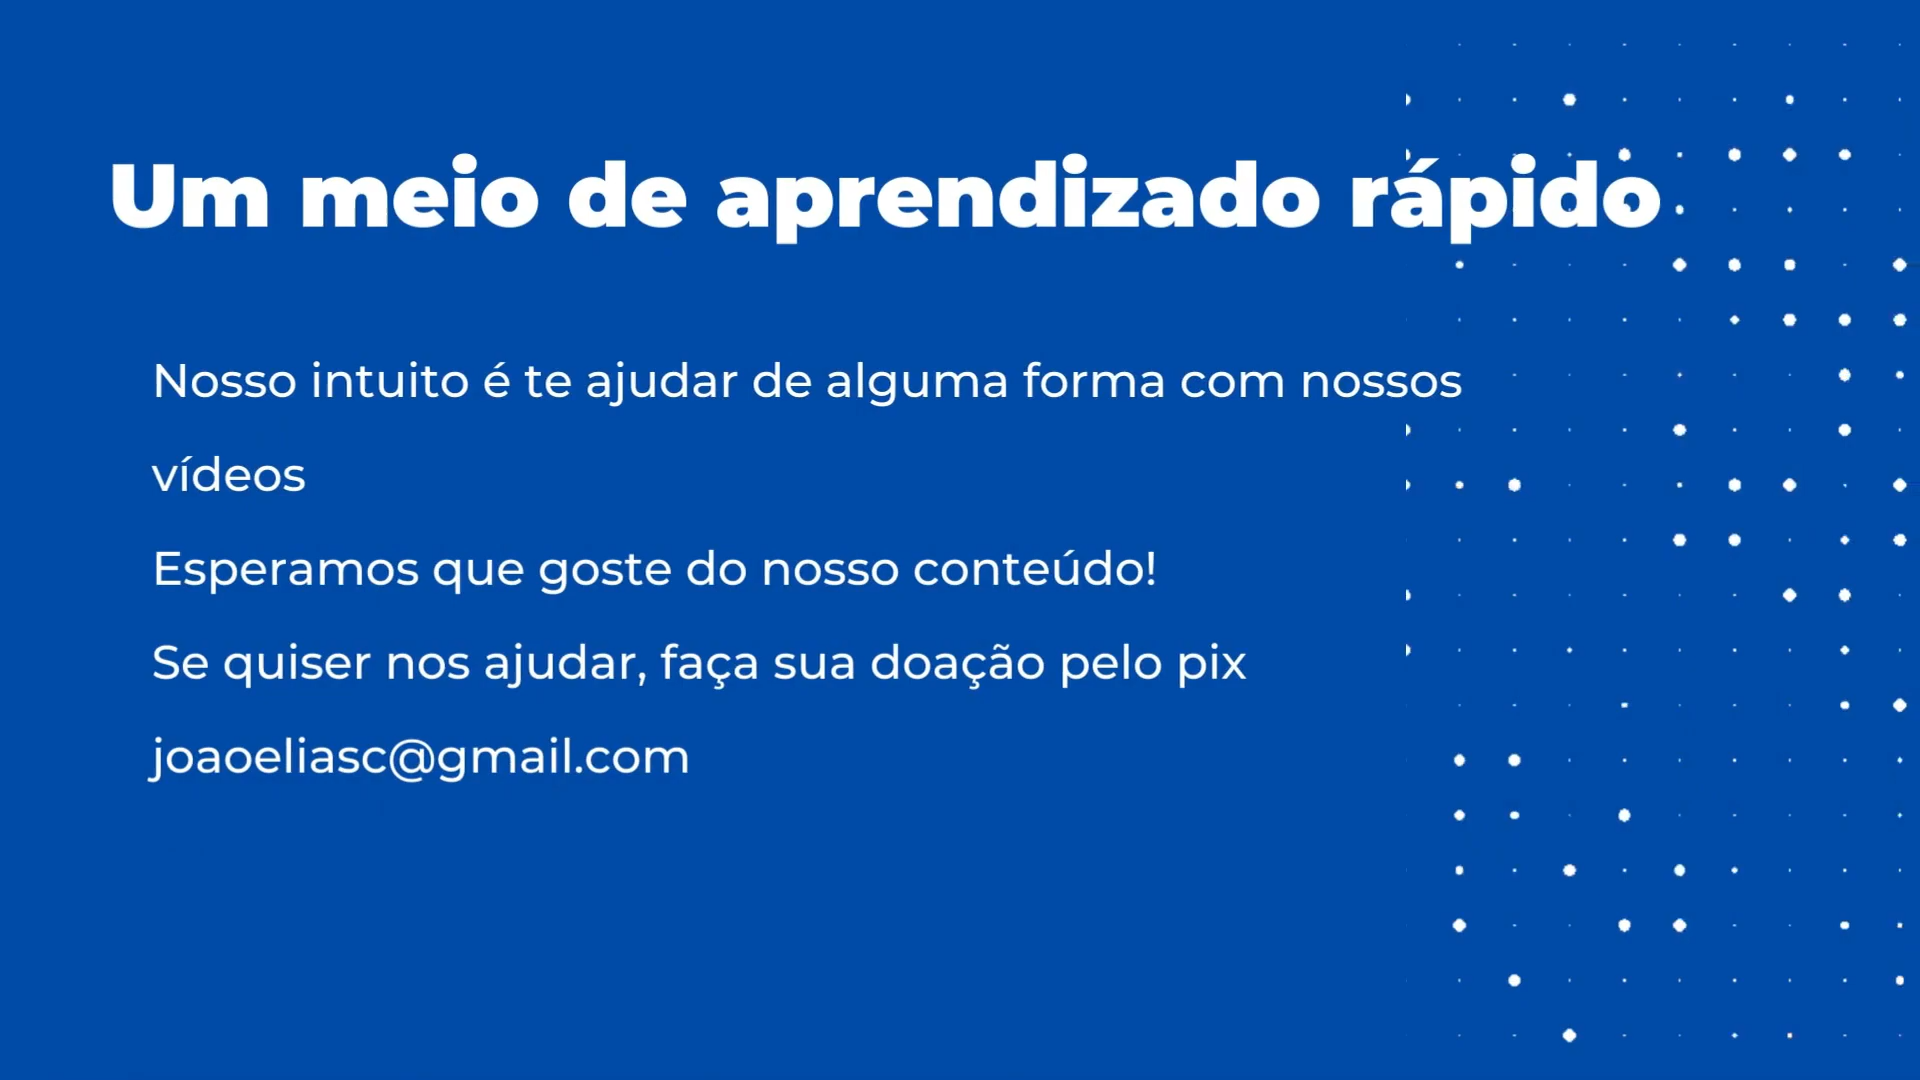 Um meio de aprendizado rápido
Nosso intuito é te ajudar de alguma forma com nossos
vídeos
Esperamos que goste do nosso conteúdo!
Se quiser nos ajudar, faça sua doação pelo pix
joaoeliasc@gmail.com